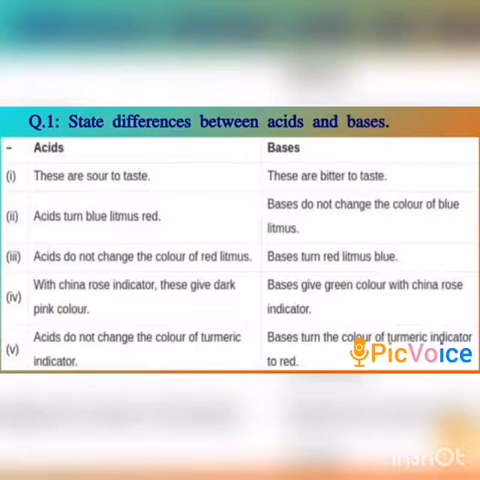 Q.1: State differences between acids and bases.
– Acids Bases
(i) These are sour to taste. These are bitter to taste.
(ii) Acids turn blue litmus red. Bases do not change the colour of blue
litmus.
(iii) Acids do not change the colour of red litmus. Bases turn red litmus blue.
(iv) With china rose indicator, these give dark
pink colour.
Bases give green colour with china rose
indicator.
(v) Acids do not change the colour of turmeric
indicator.
Bases turn the colour of turmeric indicator
to red.
PicVoice
InShOt